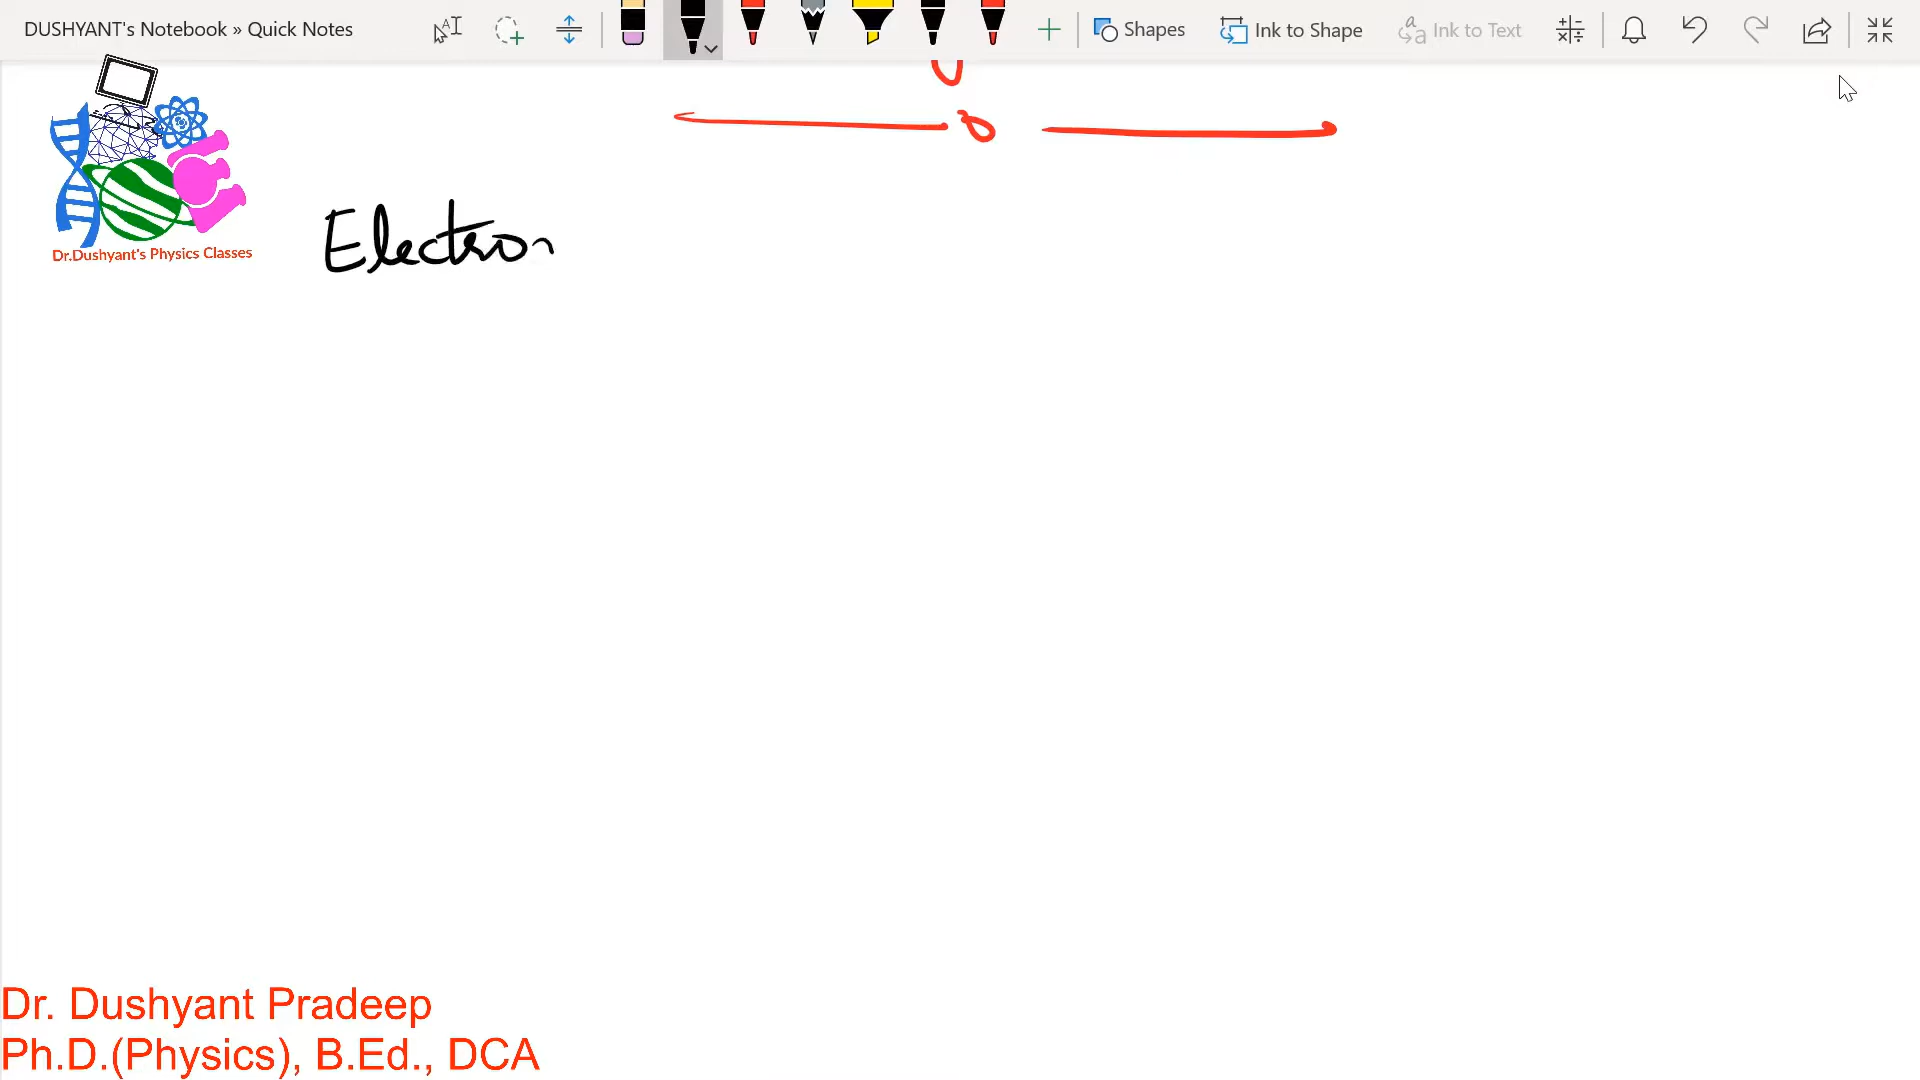 DUSHYANT's Notebook » Quick Notes
Shapes
Ink to Shape
Ink to Text
Dr.Dushyant's Physics Classes
Electron
Dr. Dushyant Pradeep
Ph.D.(Physics), B.Ed., DCA